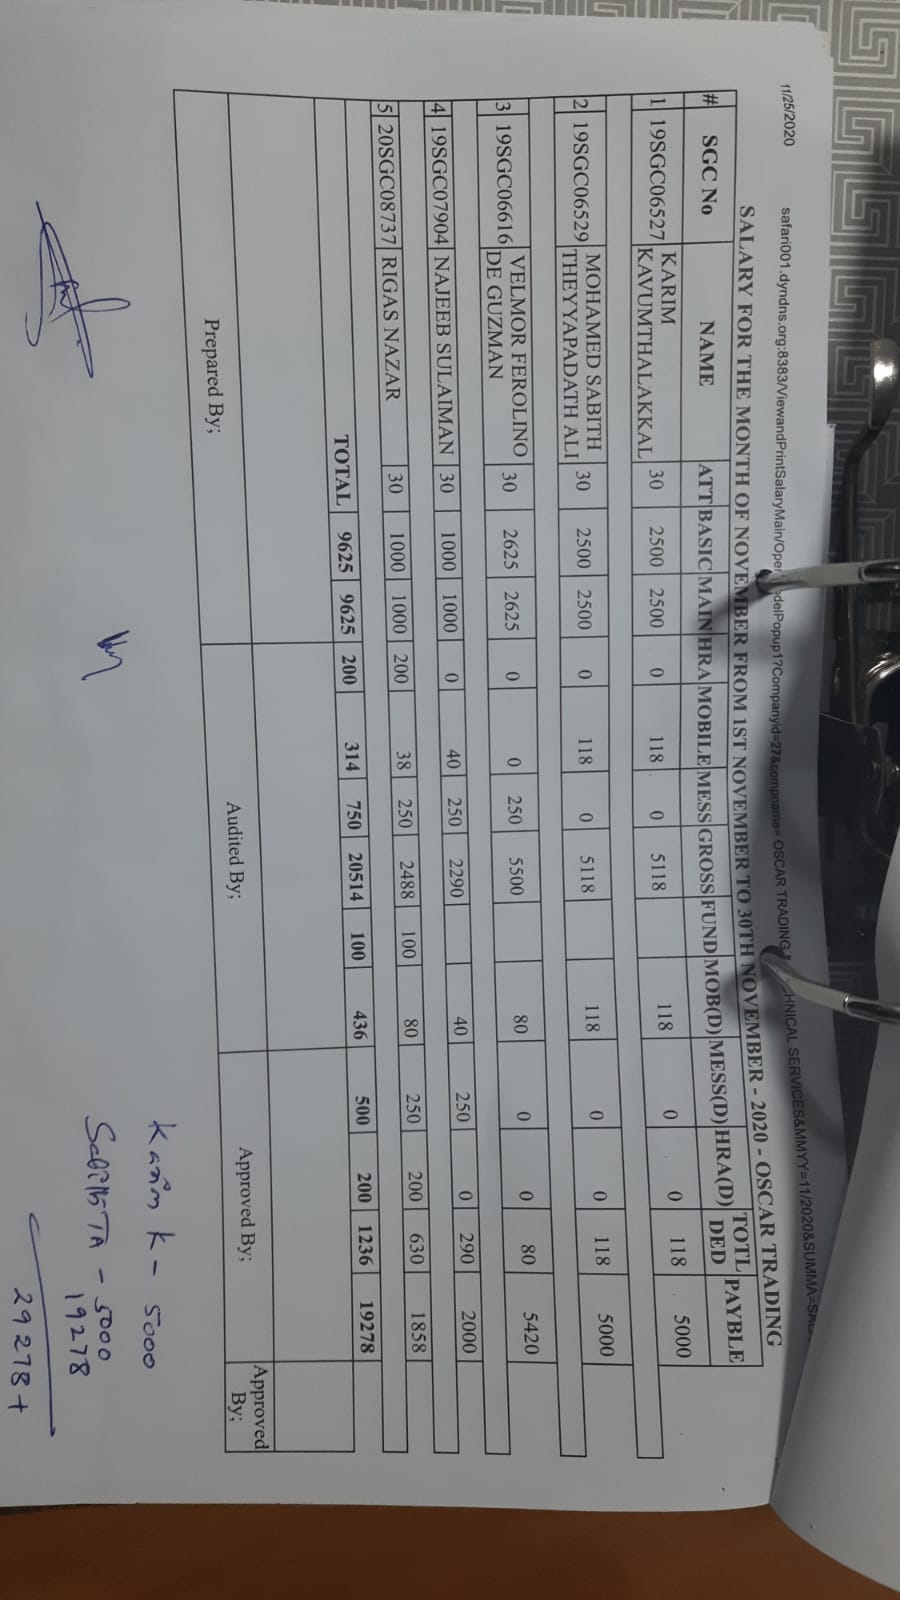 11/25/2020 safari001.dyndns.org:8383/ViewandPrintSalaryMain/Oper odelPopup1?Companyid=27&compname= OSCAR TRADING & CHNICAL SERVICES&MMYY=11/2020&SUMMA=SAL
SALARY FOR THE MONTH OF NOVEMBER FROM 1ST NOVEMBER TO 30TH NOVEMBER - 2020 - OSCAR TRADING
# SGC No NAME ATT BASIC MAIN HRA MOBILE MESS GROSS FUND MOB(D) MESS(D) HRA(D) TOTL DED PAYBLE
1 19SGC06527 KARIM KAVUMTHALAKKAL 30 2500 2500 0 118 0 5118 118 0 0 118 5000
2 19SGC06529 MOHAMED SABITH THEYYAPADATH ALI 30 2500 2500 0 118 0 5118 118 0 0 118 5000
3 19SGC06616 VELMOR FEROLINO DE GUZMAN 30 2625 2625 0 0 250 5500 80 0 0 80 5420
4 19SGC07904 NAJEEB SULAIMAN 30 1000 1000 0 40 250 2290 40 250 0 290 2000
5 20SGC08737 RIGAS NAZAR 30 1000 1000 200 38 250 2488 100 80 250 200 630 1858
TOTAL 9625 9625 200 314 750 20514 100 436 500 200 1236 19278
Prepared By; Audited By; Approved By; Approved By;
Karim K - 5000
Sabith TA - 5000
19278
29278+